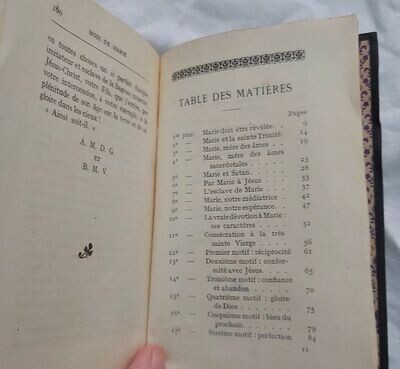 160 MOIS DE MARIE
en toutes choses un si parfait disciple,
imitateur et esclave de la Sagesse incarnée,
Jésus-Christ, votre Fils, que j'arrive, par
votre intercession, à votre exemple, à la
plénitude de son âge sur la terre et de sa
gloire dans les cieux !
« Ainsi soit-il. »
A. M. D. G.
ET
B. M. V.
TABLE DES MATIÈRES
Pages
1er jour. Marie doit être révélée. . . 9
2e — Marie et la sainte Trinité. 14
3e — Marie, mère des âmes . . 19
4e — Marie, mère des âmes
sacerdotales . . . . . 23
5e — Marie et Satan . . . . . 28
6e — Par Marie à Jésus . . . . 33
7e — L'esclave de Marie . . . . 37
8e — Marie, notre médiatrice . 42
9e — Marie, notre espérance. . 47
10e — La vraie dévotion à Marie :
ses caractères . . . . 51
11e — Consécration à la très
sainte Vierge . . . . 56
12e — Premier motif : réciprocité 61
13e — Deuxième motif : confor-
mité avec Jésus. . . . 65
14e — Troisième motif : confiance
et abandon . . . . . 70
15e — Quatrième motif : gloire
de Dieu . . . . . . 75
16e — Cinquième motif : bien du
prochain. . . . . . 79
17e — Sixième motif : perfection 84
11